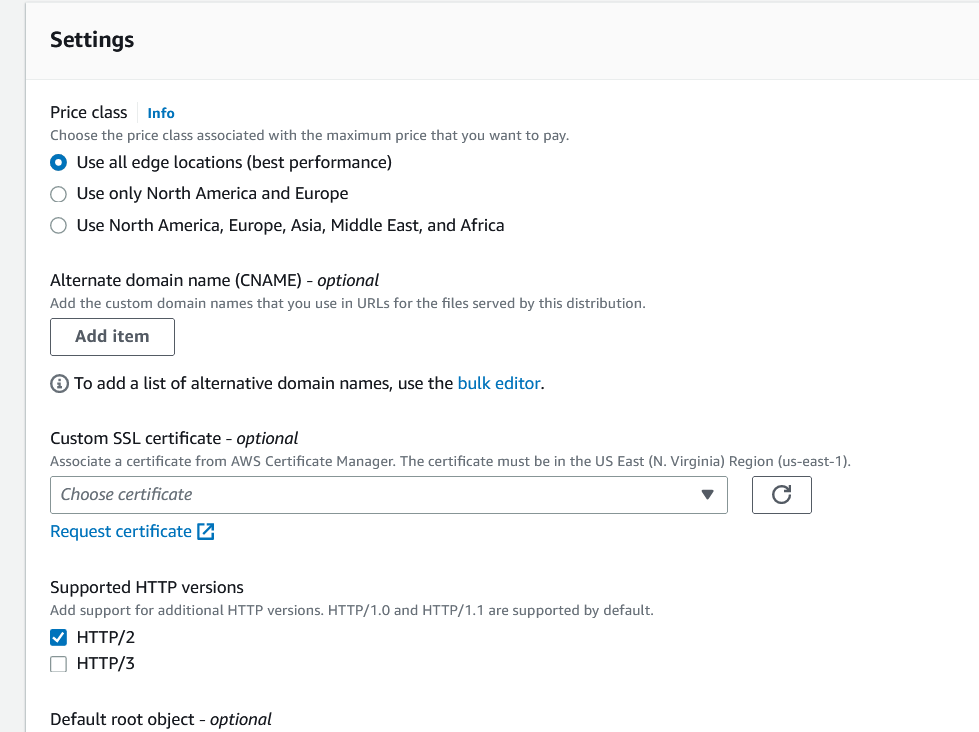 Settings
Price class Info
Choose the price class associated with the maximum price that you want to pay.
Use all edge locations (best performance)
Use only North America and Europe
Use North America, Europe, Asia, Middle East, and Africa
Alternate domain name (CNAME) - optional
Add the custom domain names that you use in URLs for the files served by this distribution.
Add item
To add a list of alternative domain names, use the bulk editor.
Custom SSL certificate - optional
Associate a certificate from AWS Certificate Manager. The certificate must be in the US East (N. Virginia) Region (us-east-1).
Choose certificate
Request certificate
Supported HTTP versions
Add support for additional HTTP versions. HTTP/1.0 and HTTP/1.1 are supported by default.
HTTP/2
HTTP/3
Default root object - optional